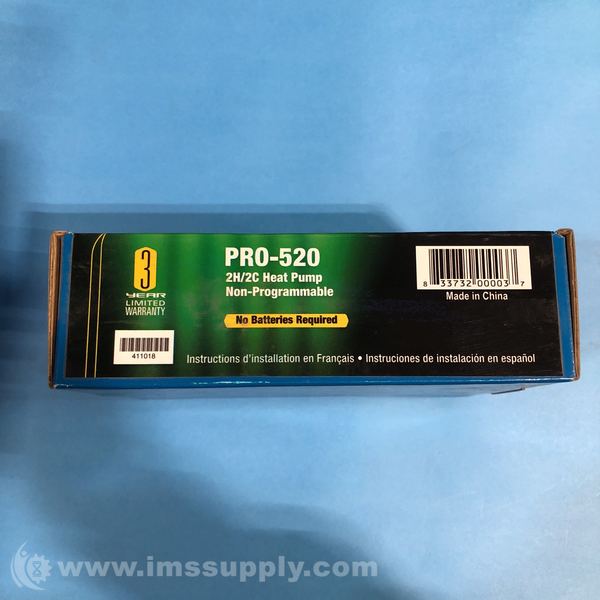 3
YEAR
LIMITED
WARRANTY
411018
PRO-520
2H/2C Heat Pump
Non-Programmable
No Batteries Required
8 33732 00003 7
Made in China
Instructions d'installation en Français • Instruciones de instalación en español
www.imssupply.com